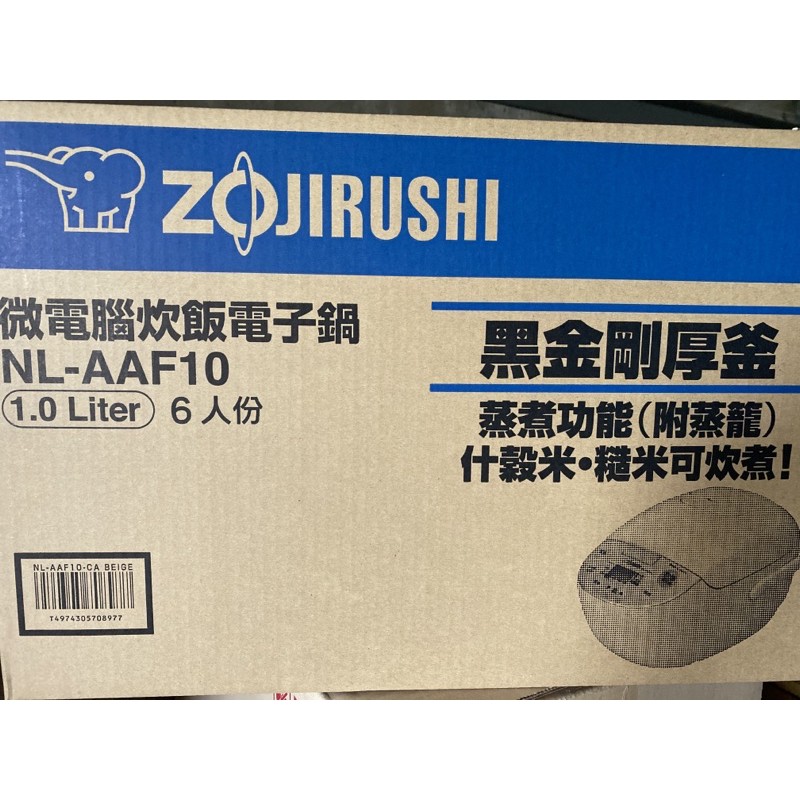 ZOJIRUSHI
微電腦炊飯電子鍋
NL-AAF10
1.0 Liter 6人份
黑金剛厚釜
蒸煮功能(附蒸籠)
什穀米•糙米可炊煮!
NL-AAF10-CA BEIGE
T4974305708977